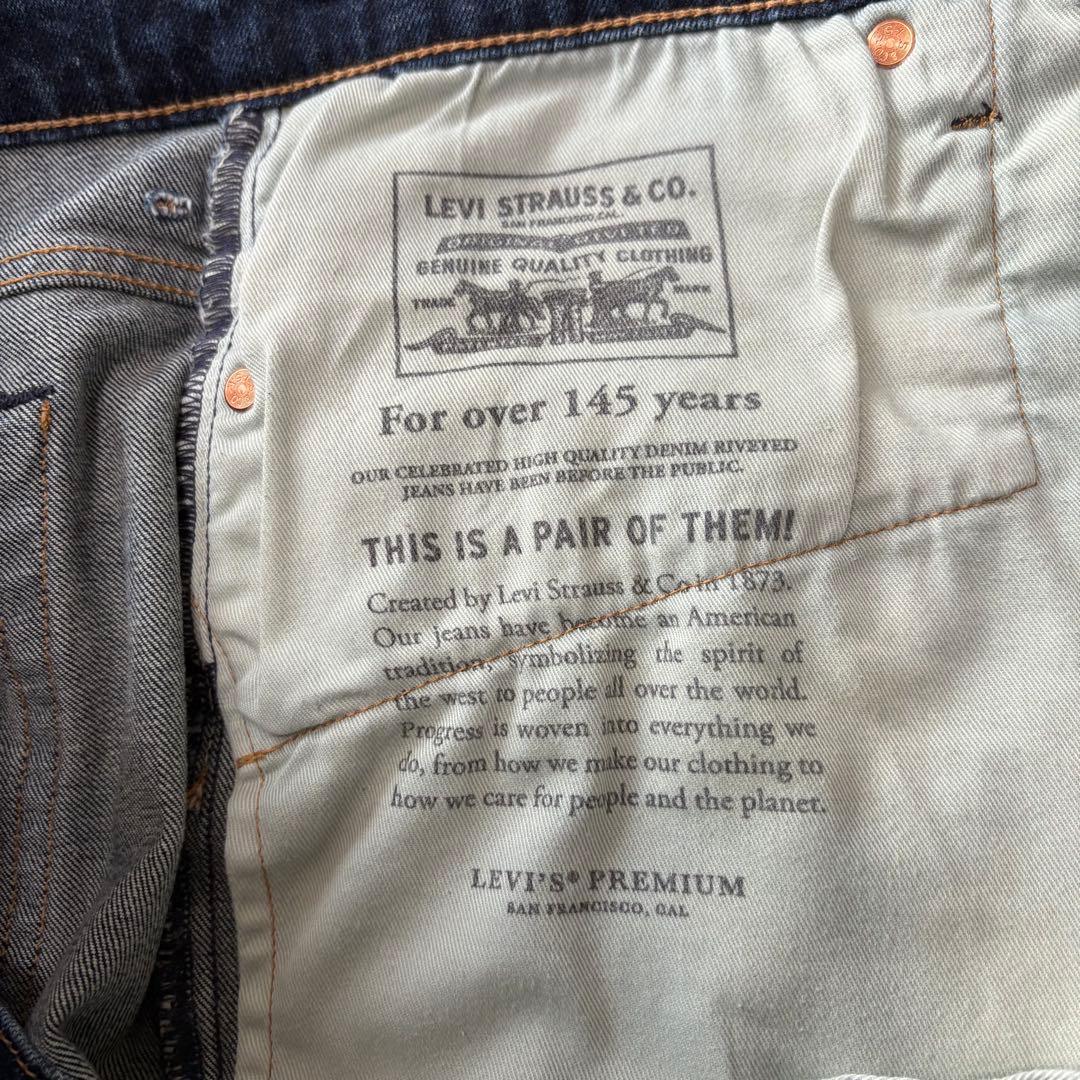 LEVI STRAUSS & CO.
SAN FRANCISCO, CAL.
ORIGINAL RIVETED
GENUINE QUALITY CLOTHING
TRADE MARK
For over 145 years
OUR CELEBRATED HIGH QUALITY DENIM RIVETED
JEANS HAVE BEEN BEFORE THE PUBLIC.
THIS IS A PAIR OF THEM!
Created by Levi Strauss & Co in 1873.
Our jeans have become an American
tradition, symbolizing the spirit of
the west to people all over the world.
Progress is woven into everything we
do, from how we make our clothing to
how we care for people and the planet.
LEVI'S® PREMIUM
SAN FRANCISCO, CAL